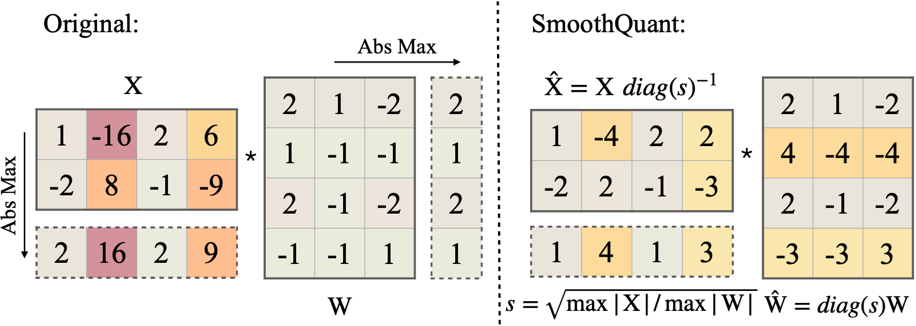 Original:
Abs Max
X
1 -16 2 6
-2 8 -1 -9
Abs Max
2 16 2 9
*
2 1 -2 2
1 -1 -1 1
2 -1 -2 2
-1 -1 1 1
W
SmoothQuant:
X̂ = X diag(s)⁻¹
1 -4 2 2
-2 2 -1 -3
1 4 1 3
*
2 1 -2
4 -4 -4
2 -1 -2
-3 -3 3
s = √max |X| / max |W|
Ŵ = diag(s)W